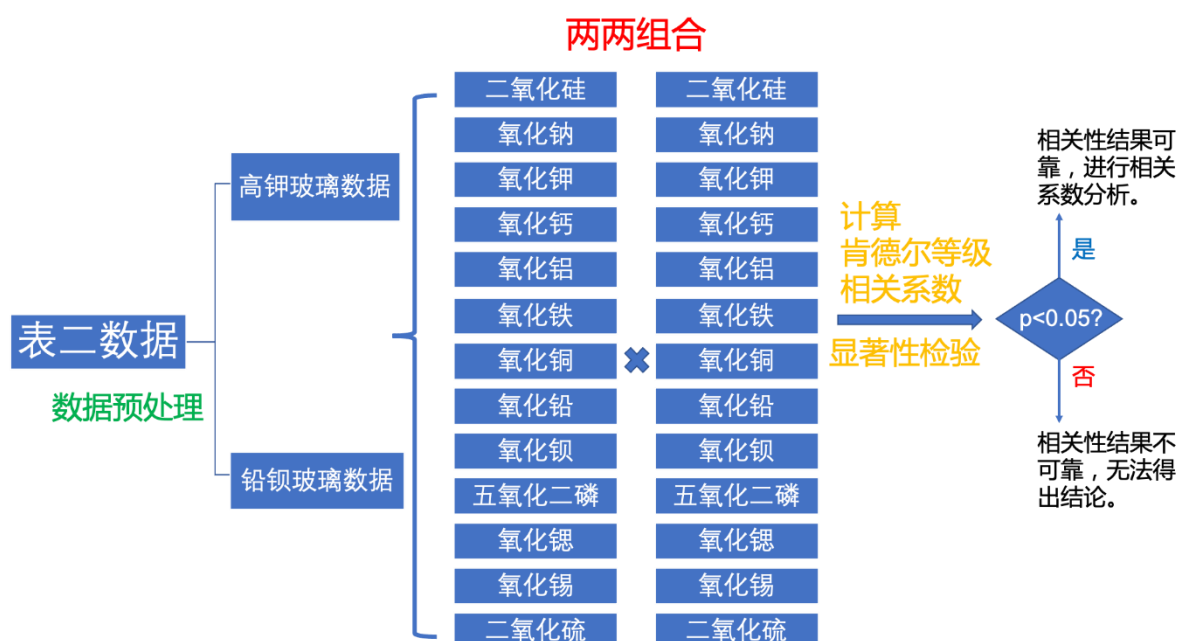 两两组合
表二数据
数据预处理
高钾玻璃数据
铅钡玻璃数据
二氧化硅
氧化钠
氧化钾
氧化钙
氧化铝
氧化铁
氧化铜
氧化铅
氧化钡
五氧化二磷
氧化锶
氧化锡
二氧化硫
二氧化硅
氧化钠
氧化钾
氧化钙
氧化铝
氧化铁
氧化铜
氧化铅
氧化钡
五氧化二磷
氧化锶
氧化锡
二氧化硫
计算
肯德尔等级
相关系数
显著性检验
p<0.05?
是
相关性结果可
靠，进行相关
系数分析。
否
相关性结果不
可靠，无法得
出结论。